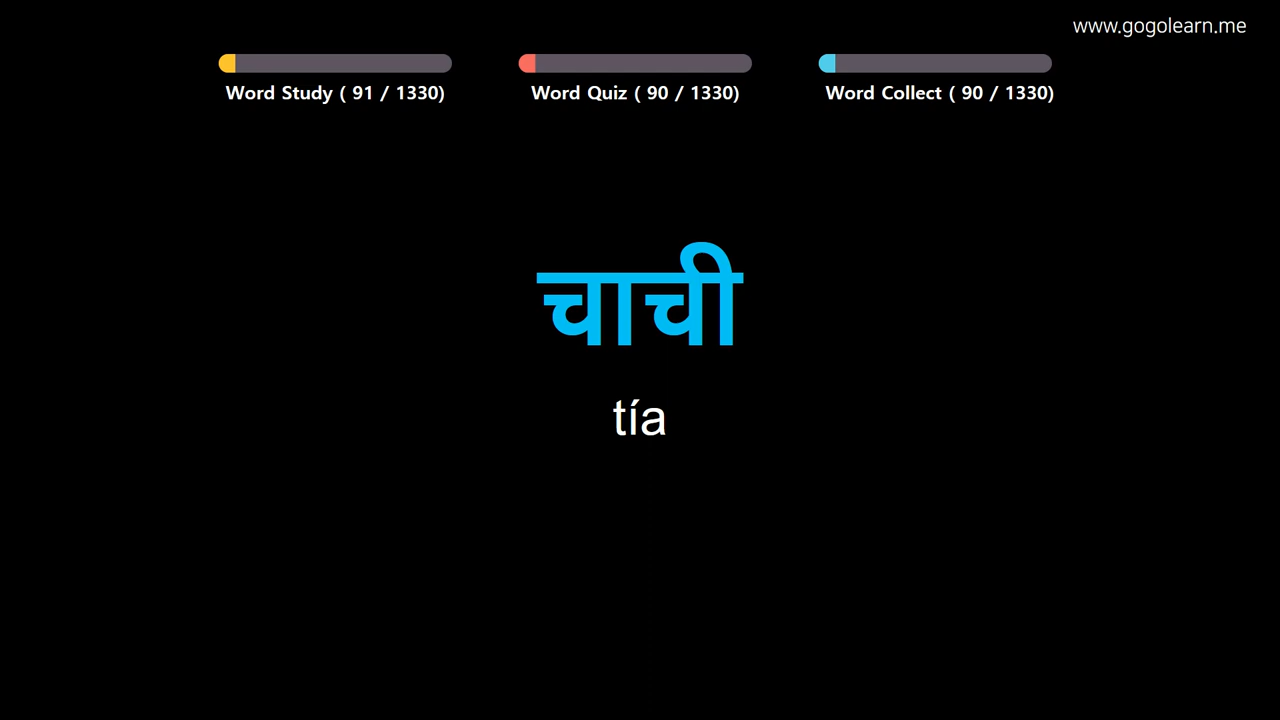 www.gogolearn.me
Word Study ( 91 / 1330)
Word Quiz ( 90 / 1330)
Word Collect ( 90 / 1330)
चाची
tía